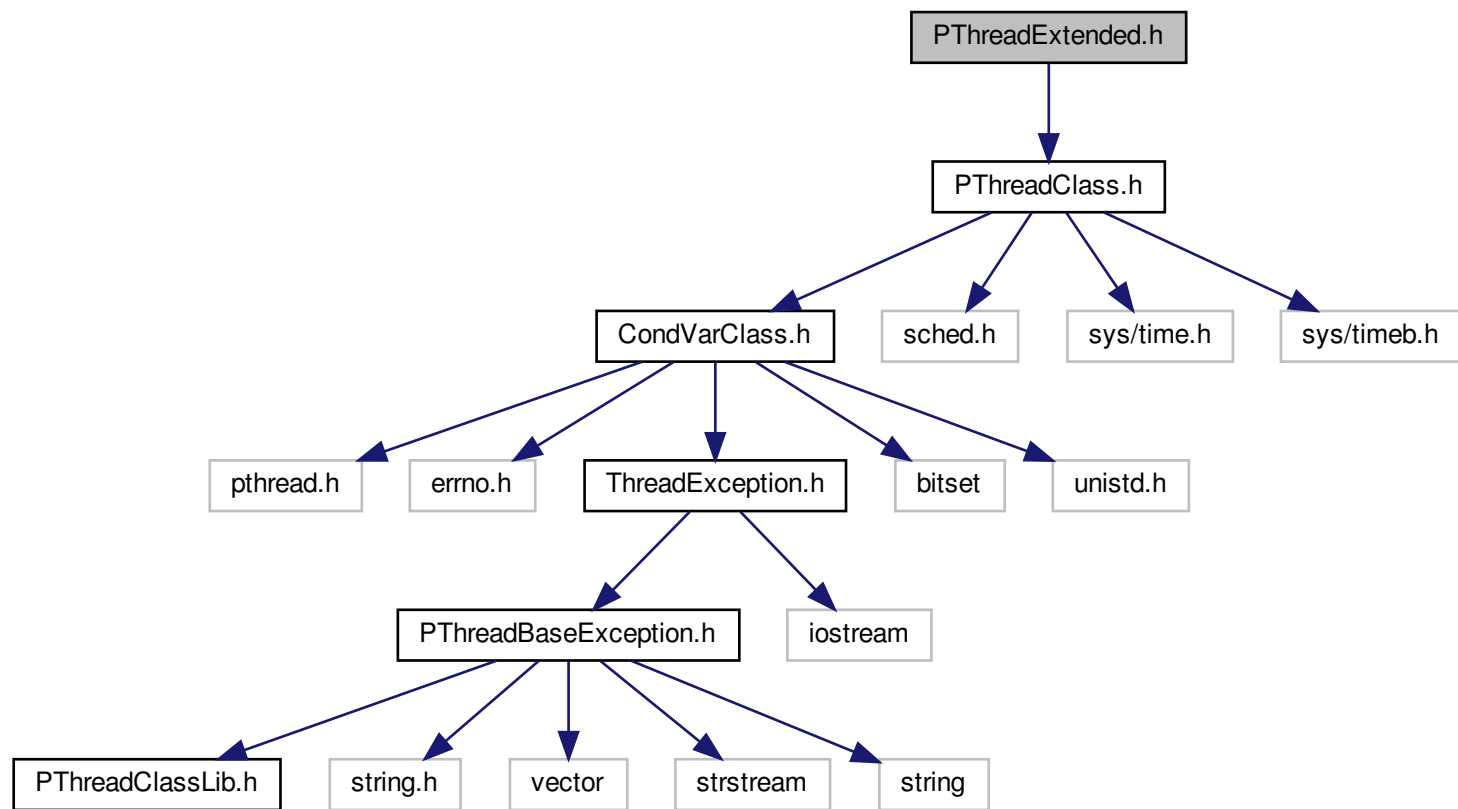 PThreadExtended.h
PThreadClass.h
CondVarClass.h
sched.h
sys/time.h
sys/timeb.h
pthread.h
errno.h
ThreadException.h
bitset
unistd.h
PThreadBaseException.h
iostream
PThreadClassLib.h
string.h
vector
strstream
string